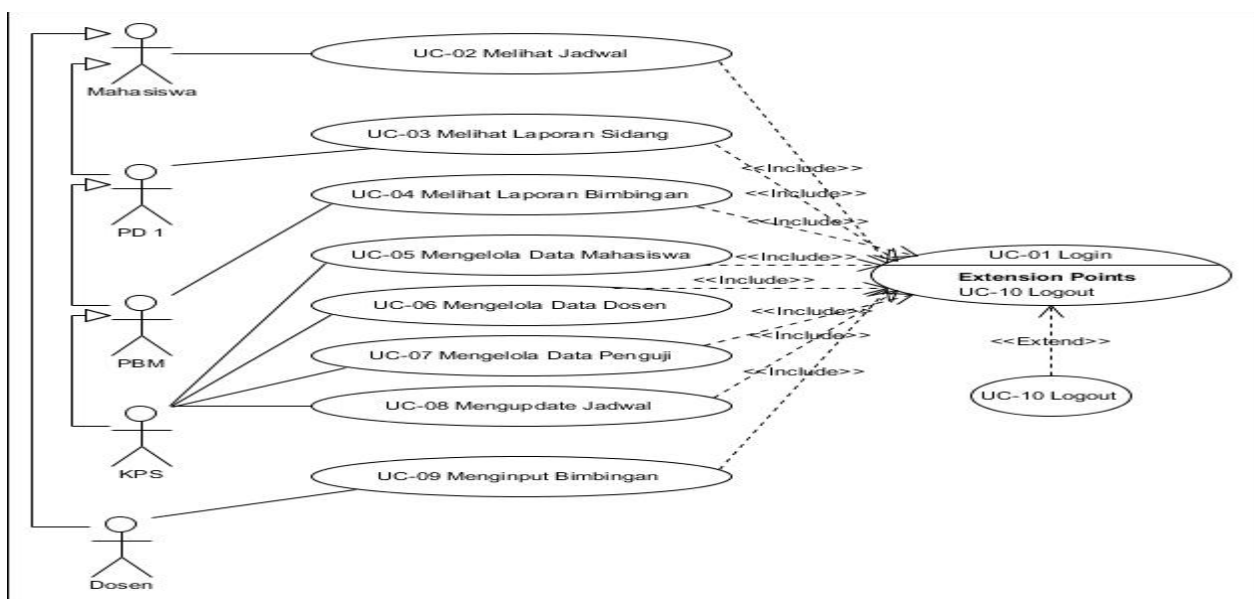 UC-02 Melihat Jadwal
Mahasiswa
UC-03 Melihat Laporan Sidang
<<Include>>
UC-04 Melihat Laporan Bimbingan
<<Include>>
<<Include>>
PD 1
UC-05 Mengelola Data Mahasiswa
<<Include>>
UC-01 Login
Extension Points
UC-10 Logout
<<Include>>
UC-06 Mengelola Data Dosen
<<Include>>
<<Include>>
<<Extend>>
UC-07 Mengelola Data Penguji
PBM
<<Include>>
UC-10 Logout
UC-08 Mengupdate Jadwal
KPS
UC-09 Menginput Bimbingan
Dosen